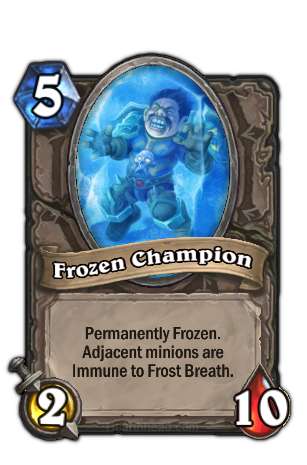 5
Frozen Champion
Permanently Frozen.
Adjacent minions are
Immune to Frost Breath.
2
10